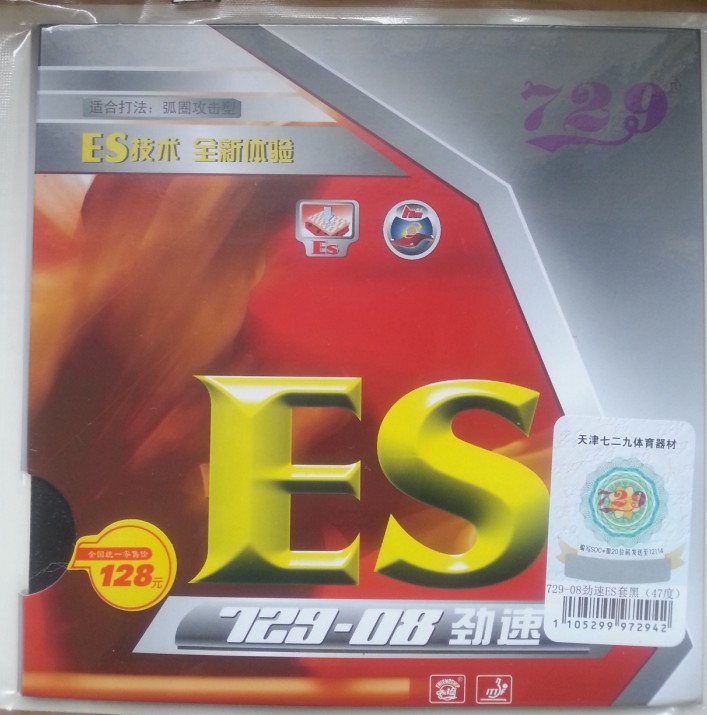 729
适合打法：弧圈攻击型
ES技术 全新体验
Es
ES
天津七二九体育器材
729
全国统一零售价
128元
729-08劲速ES套黑（47度）
729-08 劲速
1 105299 972942